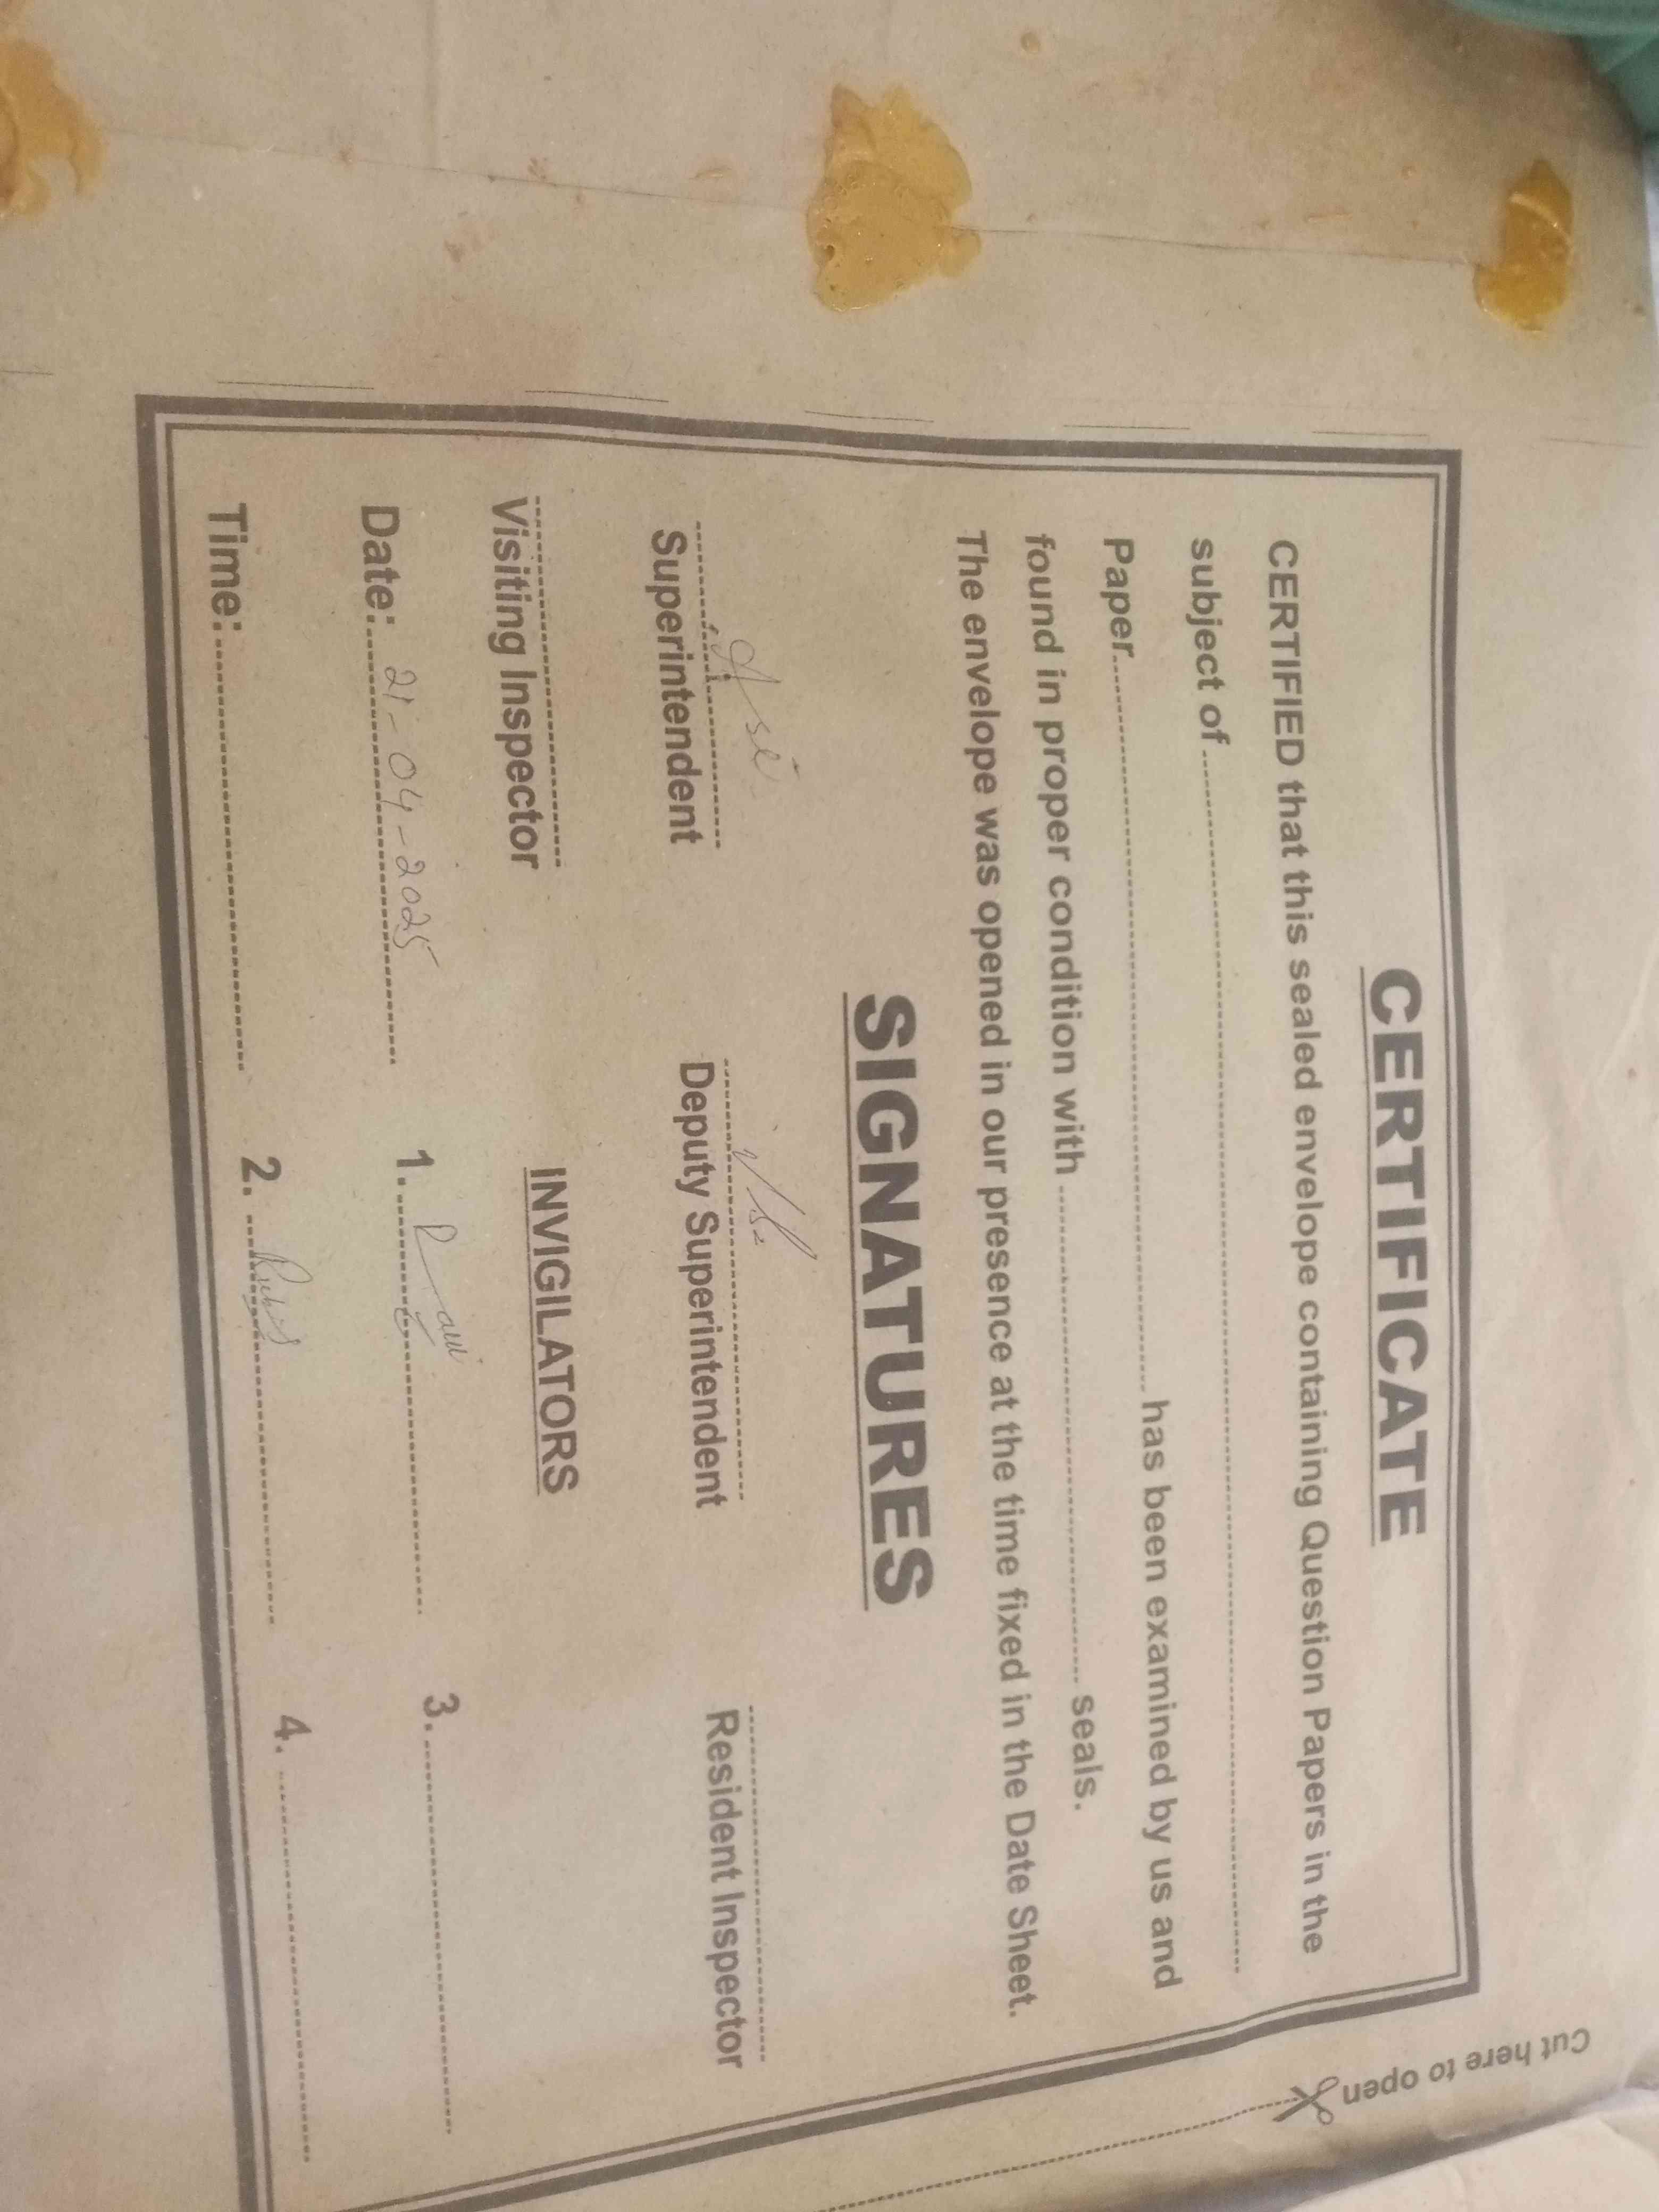 CERTIFICATE
CERTIFIED that this sealed envelope containing Question Papers in the
subject of
Paper has been examined by us and
found in proper condition with seals.
The envelope was opened in our presence at the time fixed in the Date Sheet.
SIGNATURES
Superintendent Deputy Superintendent Resident Inspector
Visiting Inspector INVIGILATORS
Date: 21-04-2025 1. 3.
Time: 2. 4.
Cut here to open